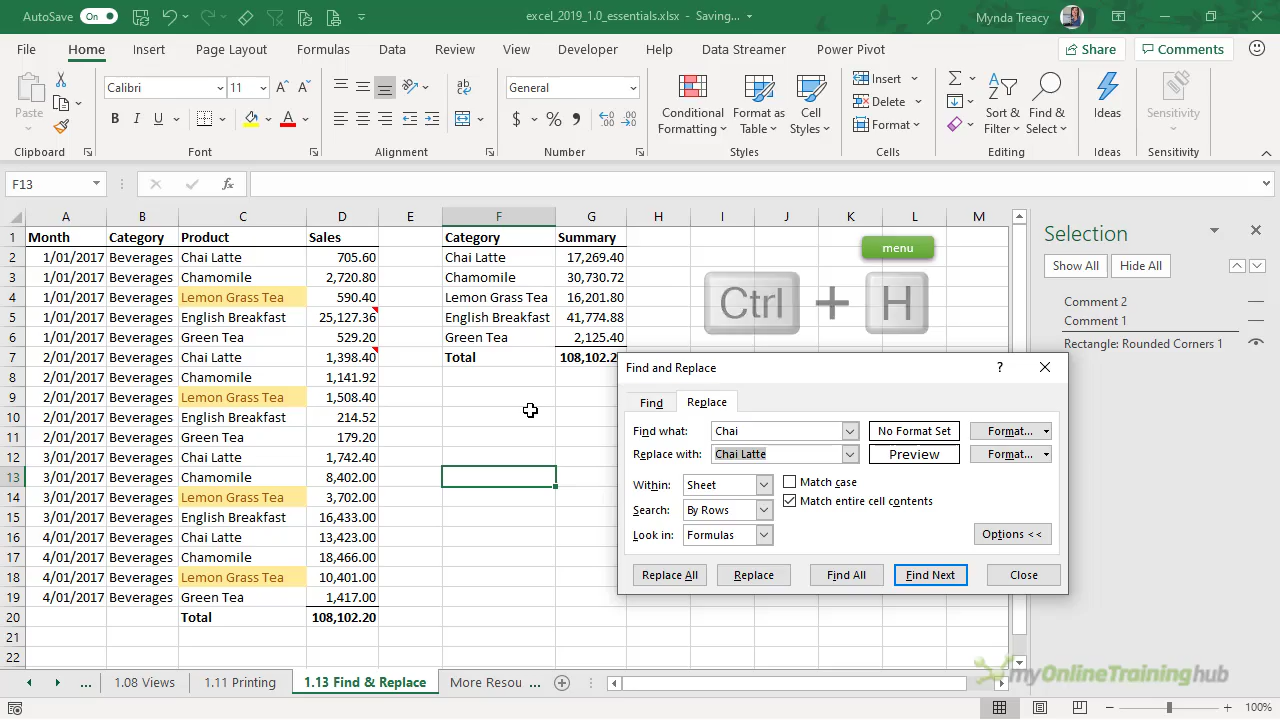 AutoSave On excel_2019_1.0_essentials.xlsx - Saving... Mynda Treacy
File Home Insert Page Layout Formulas Data Review View Developer Help Data Streamer Power Pivot Share Comments
Paste Calibri 11 General Conditional Formatting Format as Table Cell Styles Insert Delete Format Sort & Filter Find & Select Ideas Sensitivity
Clipboard Font Alignment Number Styles Cells Editing Ideas Sensitivity
F13 fx
A B C D E F G H I J K L M
1 Month Category Product Sales Category Summary
2 1/01/2017 Beverages Chai Latte 705.60 Chai Latte 17,269.40
3 1/01/2017 Beverages Chamomile 2,720.80 Chamomile 30,730.72
4 1/01/2017 Beverages Lemon Grass Tea 590.40 Lemon Grass Tea 16,201.80
5 1/01/2017 Beverages English Breakfast 25,127.36 English Breakfast 41,774.88
6 1/01/2017 Beverages Green Tea 529.20 Green Tea 2,125.40
7 2/01/2017 Beverages Chai Latte 1,398.40 Total 108,102.2
8 2/01/2017 Beverages Chamomile 1,141.92
9 2/01/2017 Beverages Lemon Grass Tea 1,508.40
10 2/01/2017 Beverages English Breakfast 214.52
11 2/01/2017 Beverages Green Tea 179.20
12 3/01/2017 Beverages Chai Latte 1,742.40
13 3/01/2017 Beverages Chamomile 8,402.00
14 3/01/2017 Beverages Lemon Grass Tea 3,702.00
15 3/01/2017 Beverages English Breakfast 16,433.00
16 4/01/2017 Beverages Chai Latte 13,423.00
17 4/01/2017 Beverages Chamomile 18,466.00
18 4/01/2017 Beverages Lemon Grass Tea 10,401.00
19 4/01/2017 Beverages Green Tea 1,417.00
20 Total 108,102.20
21
22
menu
Ctrl + H
Find and Replace ?
Find Replace
Find what: Chai No Format Set Format...
Replace with: Chai Latte Preview Format...
Within: Sheet Match case
Search: By Rows Match entire cell contents
Look in: Formulas Options <<
Replace All Replace Find All Find Next Close
Selection
Show All Hide All
Comment 2
Comment 1
Rectangle: Rounded Corners 1
myOnlineTraininghub
... 1.08 Views 1.11 Printing 1.13 Find & Replace More Resou ...
100%